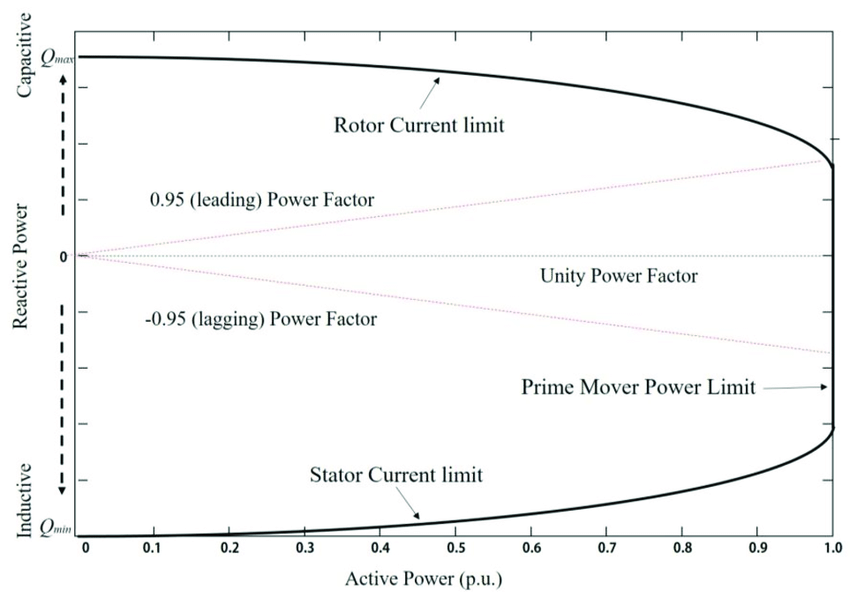 Capacitive
Qmax
Rotor Current limit
0.95 (leading) Power Factor
Reactive Power
0
Unity Power Factor
-0.95 (lagging) Power Factor
Prime Mover Power Limit
Stator Current limit
Inductive
Qmin
0 0.1 0.2 0.3 0.4 0.5 0.6 0.7 0.8 0.9 1.0
Active Power (p.u.)